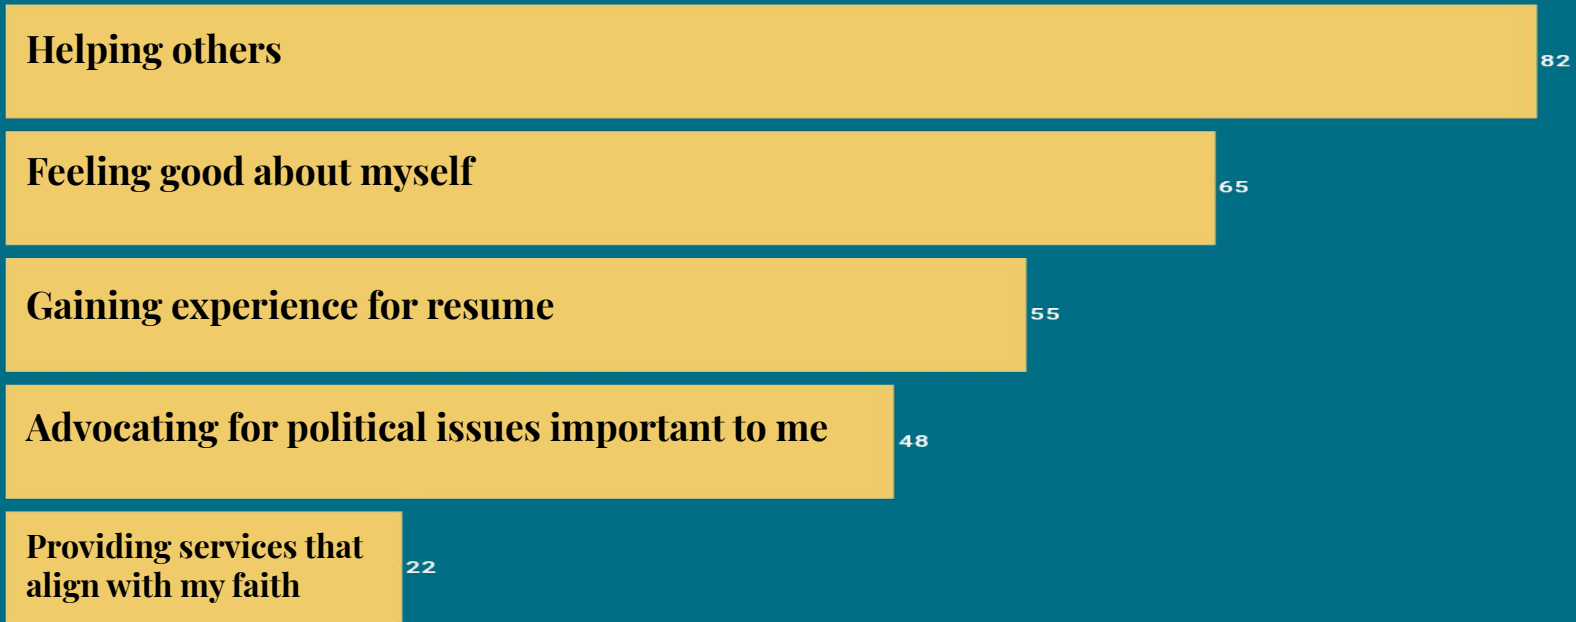 Helping others
82
Feeling good about myself
65
Gaining experience for resume
55
Advocating for political issues important to me
48
Providing services that
align with my faith
22